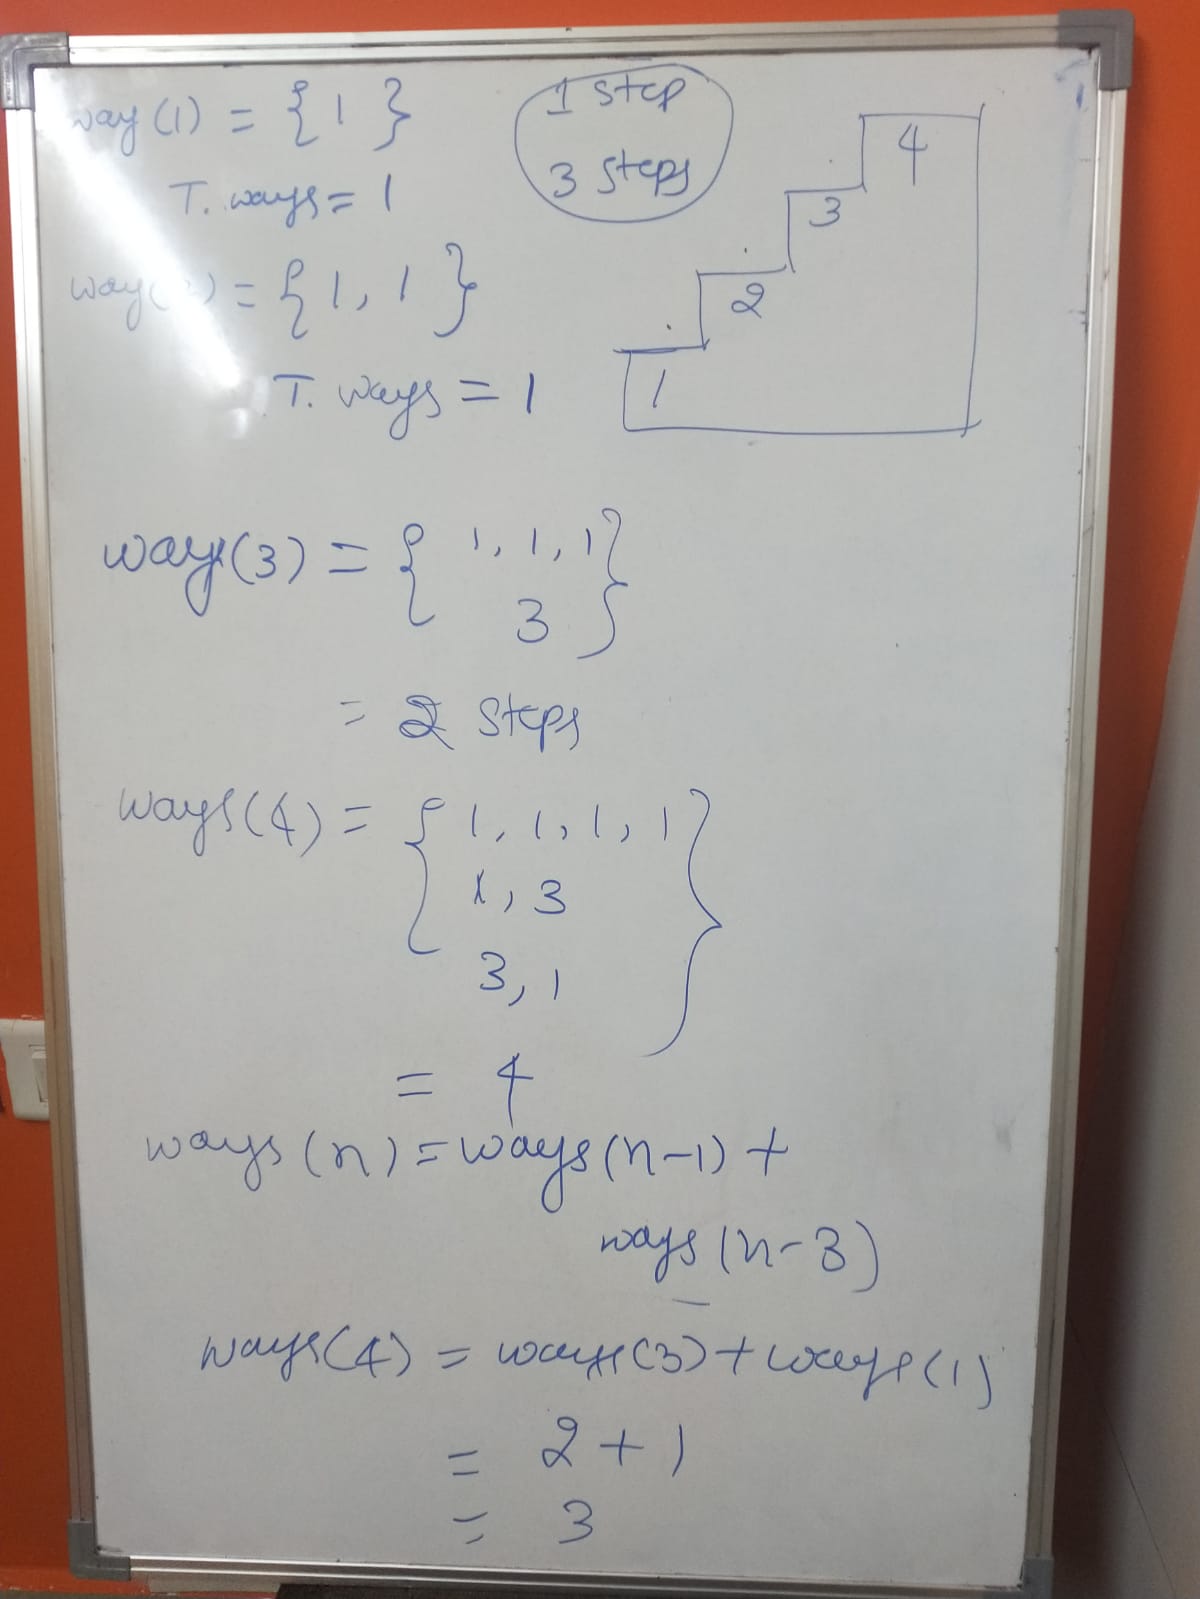 way (1) = { 1 }
T. ways = 1
1 step
3 steps
4
3
2
1
= { 1, 1 }
T. ways = 1
ways(3) = { 1, 1, 1
3 }
= 2 steps
ways(4) = { 1, 1, 1, 1
1, 3
3, 1 }
= 4
ways (n) = ways (n-1) +
ways (n-3)
ways(4) = ways(3) + ways(1)
= 2 + 1
= 3